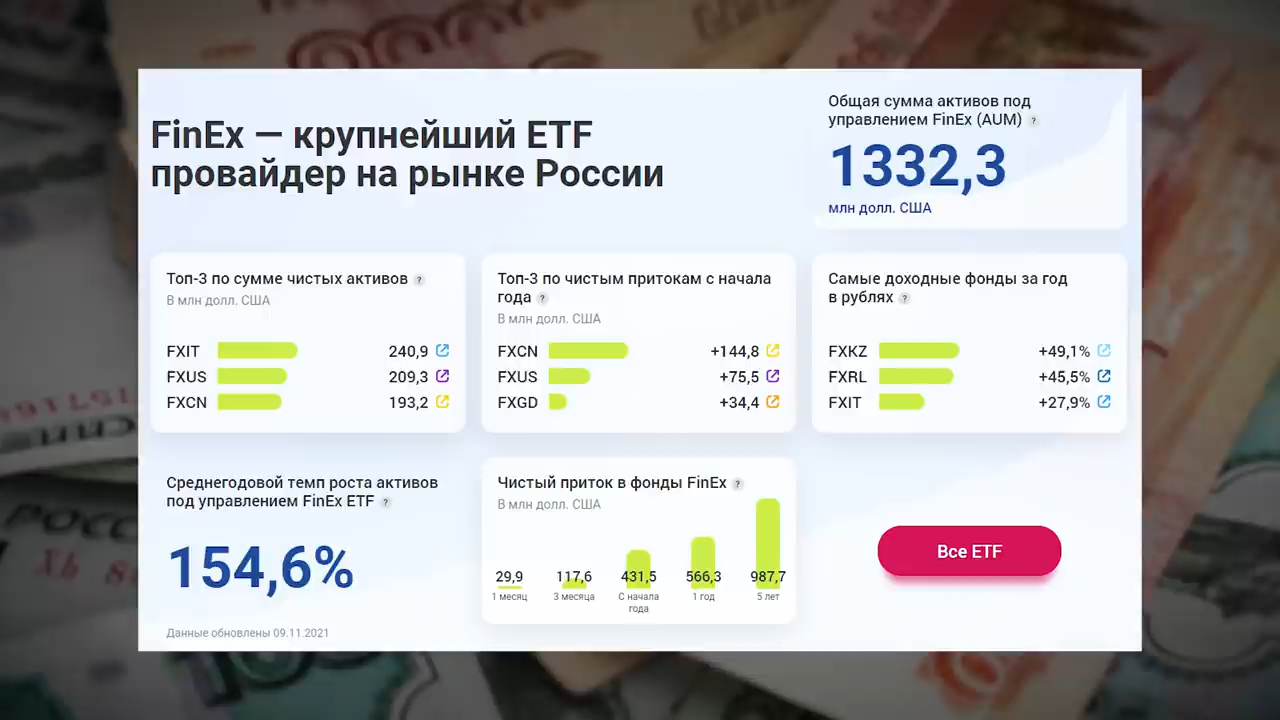 FinEx — крупнейший ETF
провайдер на рынке России
Общая сумма активов под
управлением FinEx (AUM) ?
1332,3
млн долл. США
Топ-3 по сумме чистых активов ?
В млн долл. США
FXIT 240,9
FXUS 209,3
FXCN 193,2
Топ-3 по чистым притокам с начала
года ?
В млн долл. США
FXCN +144,8
FXUS +75,5
FXGD +34,4
Самые доходные фонды за год
в рублях ?
FXKZ +49,1%
FXRL +45,5%
FXIT +27,9%
Среднегодовой темп роста активов
под управлением FinEx ETF ?
154,6%
Данные обновлены 09.11.2021
Чистый приток в фонды FinEx ?
В млн долл. США
29,9 117,6 431,5 566,3 987,7
1 месяц 3 месяца С начала 1 год 5 лет
года
Все ETF